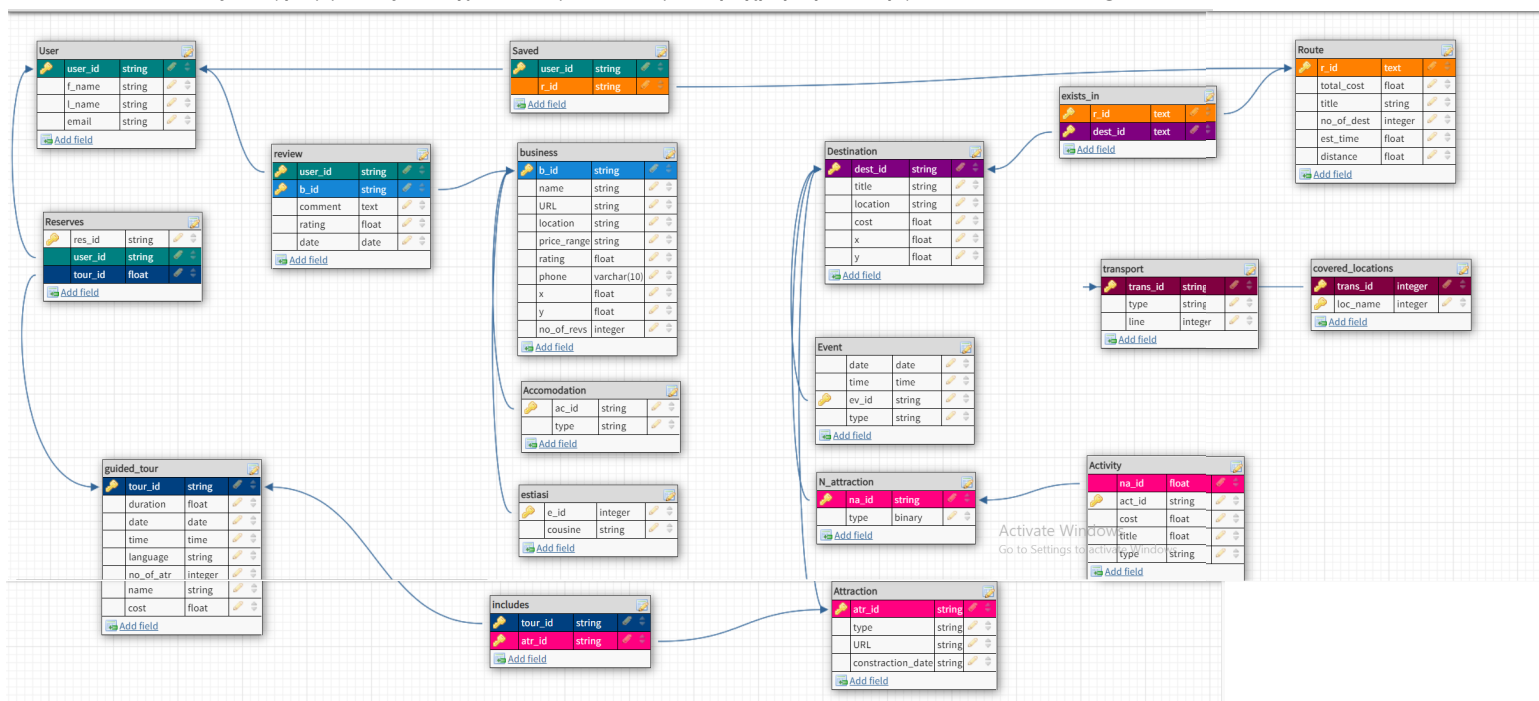 User
user_id string
f_name string
l_name string
email string
Add field
Saved
user_id string
r_id string
Add field
Route
r_id text
total_cost float
title string
no_of_dest integer
est_time float
distance float
Add field
exists_in
r_id text
dest_id text
Add field
review
user_id string
b_id string
comment text
rating float
date date
Add field
business
b_id string
name string
URL string
location string
price_range string
rating float
phone varchar(10)
x float
y float
no_of_revs integer
Add field
Destination
dest_id string
title string
location string
cost float
x float
y float
Add field
Reserves
res_id string
user_id string
tour_id float
Add field
transport
trans_id string
type string
line integer
Add field
covered_locations
trans_id integer
loc_name integer
Add field
Event
date date
time time
ev_id string
type string
Add field
Accomodation
ac_id string
type string
Add field
guided_tour
tour_id string
duration float
date date
time time
language string
no_of_atr integer
name string
cost float
Add field
estiasi
e_id integer
cousine string
Add field
N_attraction
na_id string
type binary
Add field
Activity
na_id float
act_id string
cost float
title float
type string
Add field
Activate Windows
Go to Settings to activate Windows
includes
tour_id string
atr_id string
Add field
Attraction
atr_id string
type string
URL string
constraction_date string
Add field